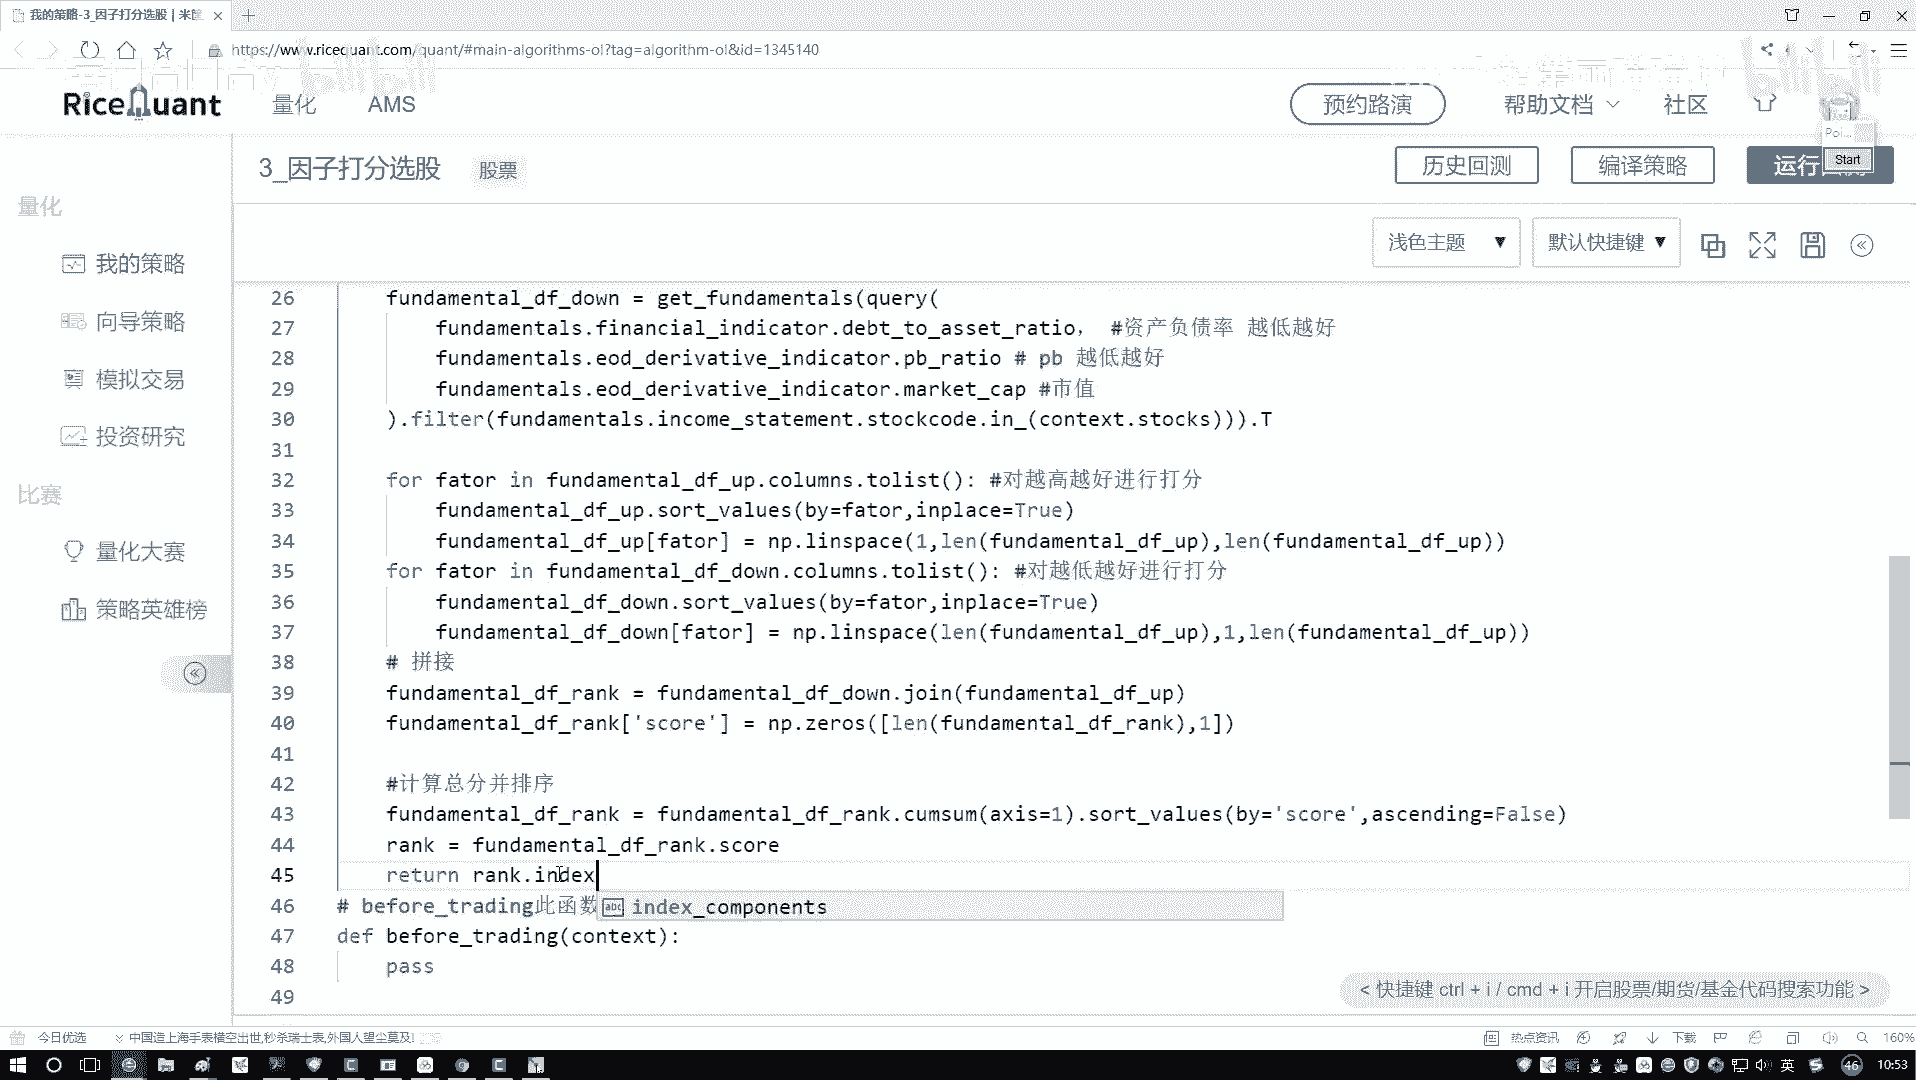 我的策略-3_因子打分选股 | 米筐
https://www.ricequant.com/quant/#main-algorithms-ol?tag=algorithm-ol&id=1345140
RiceQuant 量化 AMS 预约路演 帮助文档 社区
Poi...
Start
3_因子打分选股 股票 历史回测 编译策略 运行
量化
浅色主题 默认快捷键
我的策略
向导策略
模拟交易
投资研究
比赛
量化大赛
策略英雄榜
26 fundamental_df_down = get_fundamentals(query(
27 fundamentals.financial_indicator.debt_to_asset_ratio， #资产负债率 越低越好
28 fundamentals.eod_derivative_indicator.pb_ratio # pb 越低越好
29 fundamentals.eod_derivative_indicator.market_cap #市值
30 ).filter(fundamentals.income_statement.stockcode.in_(context.stocks))).T
31
32 for fator in fundamental_df_up.columns.tolist(): #对越高越好进行打分
33 fundamental_df_up.sort_values(by=fator,inplace=True)
34 fundamental_df_up[fator] = np.linspace(1,len(fundamental_df_up),len(fundamental_df_up))
35 for fator in fundamental_df_down.columns.tolist(): #对越低越好进行打分
36 fundamental_df_down.sort_values(by=fator,inplace=True)
37 fundamental_df_down[fator] = np.linspace(len(fundamental_df_up),1,len(fundamental_df_up))
38 # 拼接
39 fundamental_df_rank = fundamental_df_down.join(fundamental_df_up)
40 fundamental_df_rank['score'] = np.zeros([len(fundamental_df_rank),1])
41
42 #计算总分并排序
43 fundamental_df_rank = fundamental_df_rank.cumsum(axis=1).sort_values(by='score',ascending=False)
44 rank = fundamental_df_rank.score
45 return rank.index
46 # before_trading此函数
abc index_components
47 def before_trading(context):
48 pass
49
< 快捷键 ctrl + i / cmd + i 开启股票/期货/基金代码搜索功能 >
今日优选 中国造上海手表横空出世,秒杀瑞士表,外国人望尘莫及! 热点资讯 下载 160%
英 46 10:53